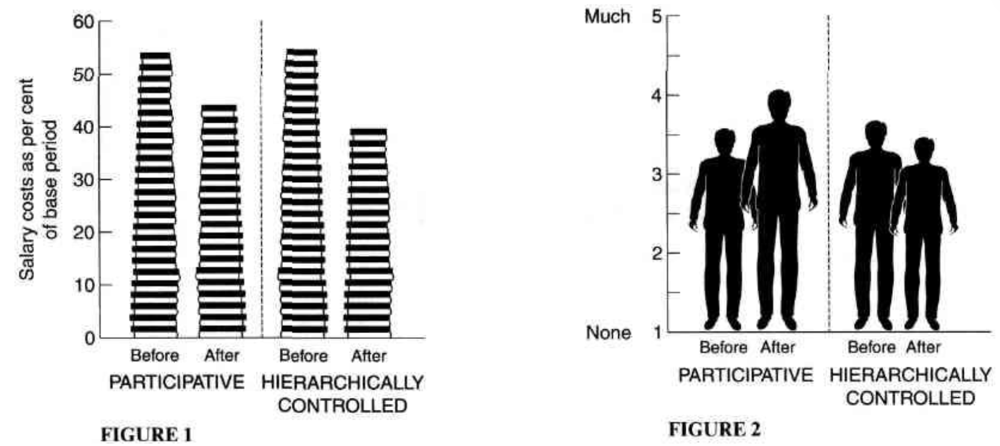 Salary costs as per cent
of base period
60
50
40
30
20
10
0
Before After Before After
PARTICIPATIVE HIERARCHICALLY
CONTROLLED
FIGURE 1
Much 5
4
3
2
None 1
Before After Before After
PARTICIPATIVE HIERARCHICALLY
CONTROLLED
FIGURE 2